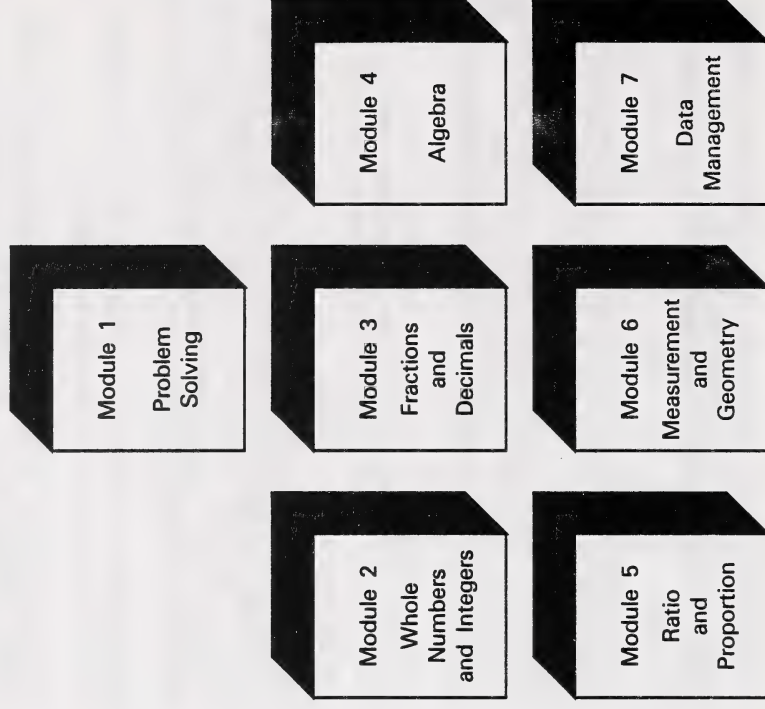 Module 1
Problem
Solving
Module 2
Whole
Numbers
and Integers
Module 3
Fractions
and
Decimals
Module 4
Algebra
Module 5
Ratio
and
Proportion
Module 6
Measurement
and
Geometry
Module 7
Data
Management